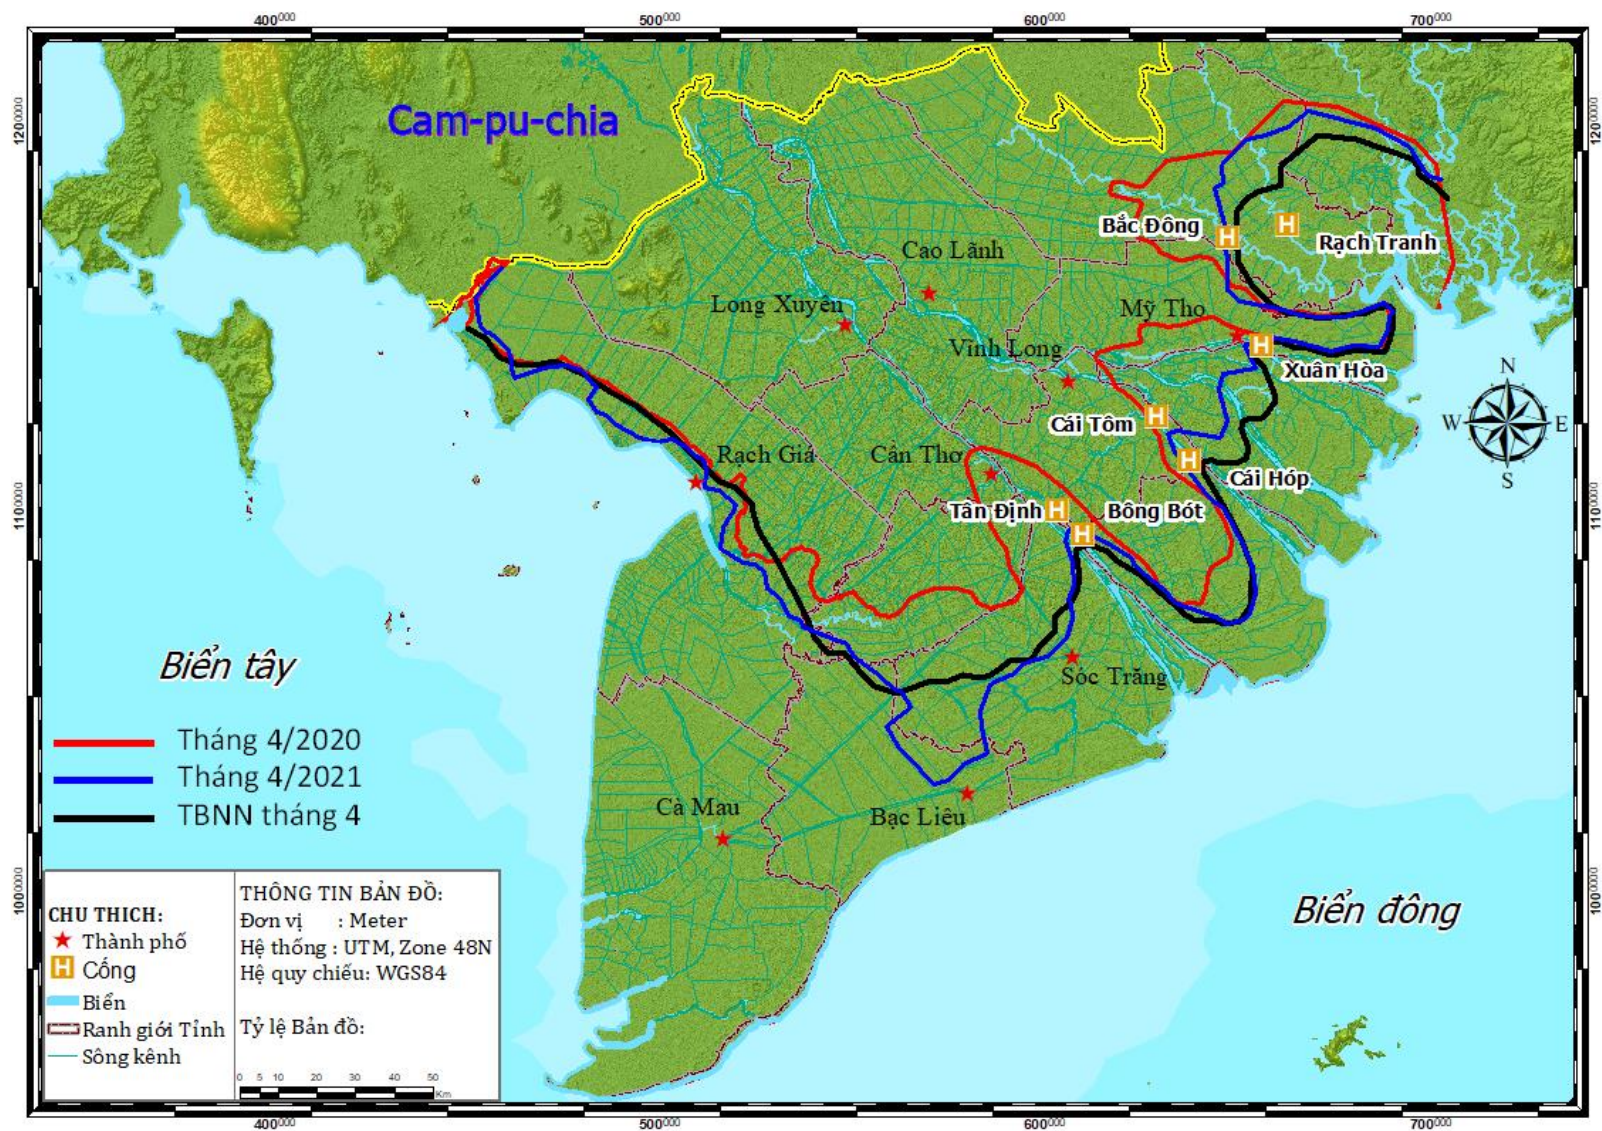 400000
500000
600000
700000
1200000
1200000
Cam-pu-chia
Bắc Đông
Rạch Tranh
Cao Lãnh
Long Xuyên
Mỹ Tho
Vĩnh Long
Xuân Hòa
N
W
E
S
Cái Tôm
Rạch Giá
Cần Thơ
Cái Hóp
1100000
1100000
Tân Định
Bông Bót
Biển tây
Sóc Trăng
Tháng 4/2020
Tháng 4/2021
TBNN tháng 4
Cà Mau
Bạc Liêu
1000000
1000000
Biển đông
CHU THICH:
Thành phố
Cống
Biển
Ranh giới Tỉnh
Sông kênh
THÔNG TIN BẢN ĐỒ:
Đơn vị : Meter
Hệ thống : UTM, Zone 48N
Hệ quy chiếu: WGS84
Tỷ lệ Bản đồ:
0 5 10 20 30 40 50
Km
400000
500000
600000
700000
H
H
H
H
H
H
H
H